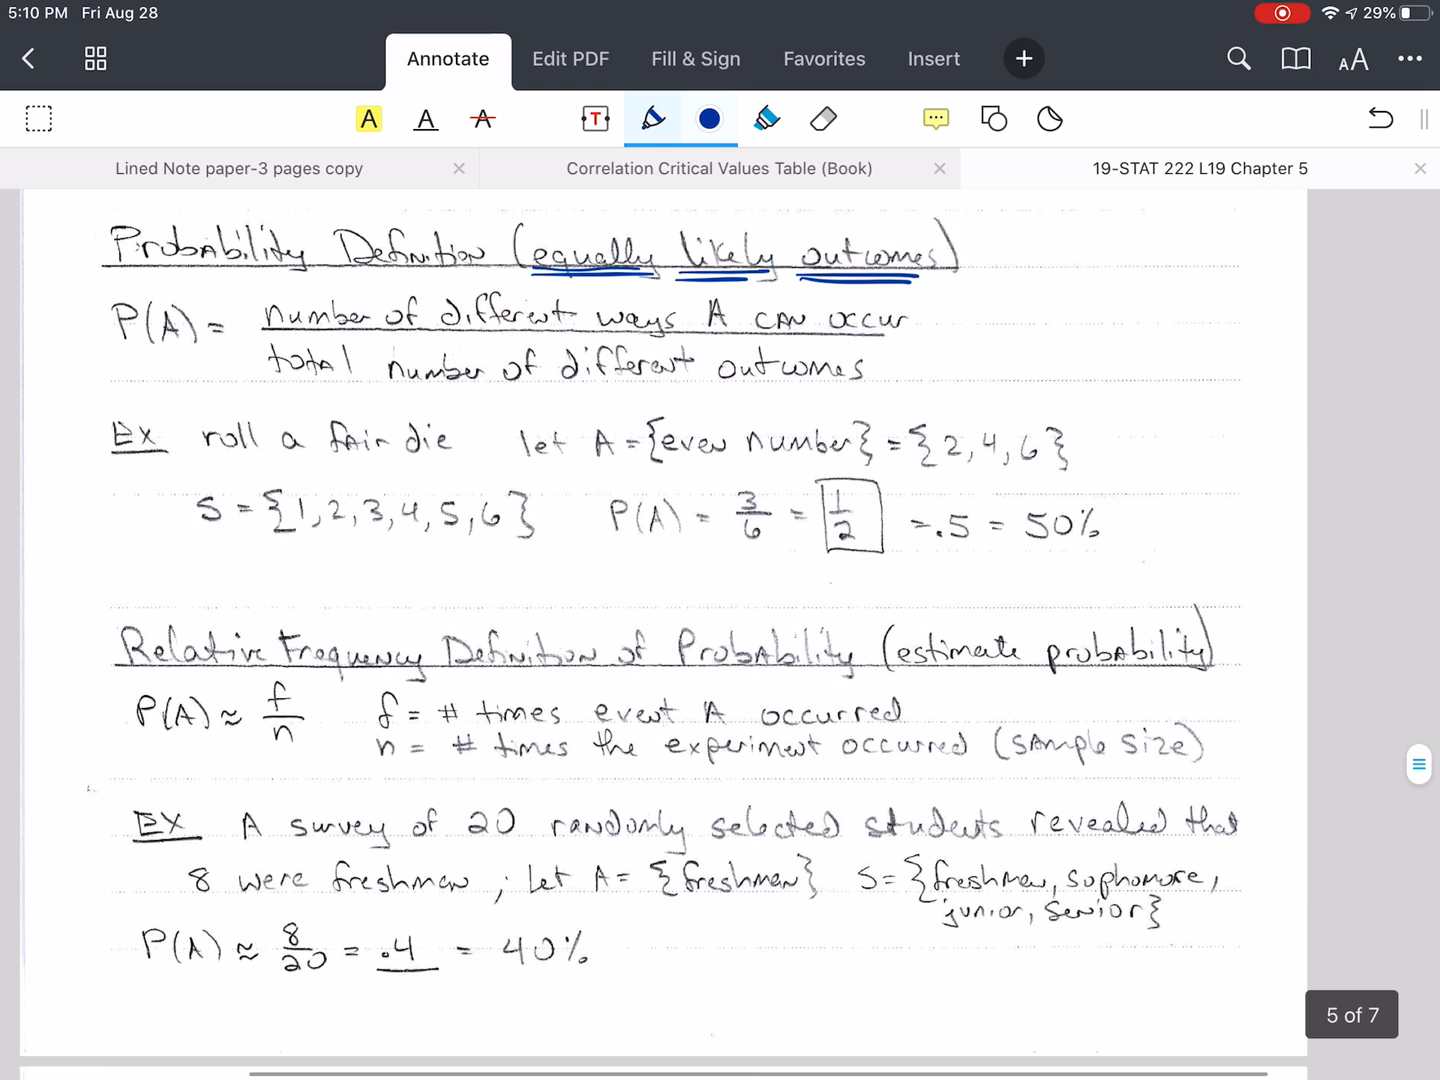 5:10 PM Fri Aug 28
29%
Annotate
Edit PDF
Fill & Sign
Favorites
Insert
A A A T
AA
Lined Note paper-3 pages copy
Correlation Critical Values Table (Book)
19-STAT 222 L19 Chapter 5
Probability Definition (equally likely outcomes)
P(A) = number of different ways A can occur
total number of different outcomes
Ex roll a fair die let A = {even number} = {2, 4, 6}
S = {1, 2, 3, 4, 5, 6} P(A) = 3/6 = 1/2 = .5 = 50%
Relative Frequency Definition of Probability (estimate probability)
P(A) ≈ f/n f = # times event A occurred
n = # times the experiment occurred (sample size)
Ex A survey of 20 randomly selected students revealed that
8 were freshmen ; Let A = {freshmen} S = {freshmen, sophomore,
junior, senior}
P(A) ≈ 8/20 = .4 = 40%
5 of 7